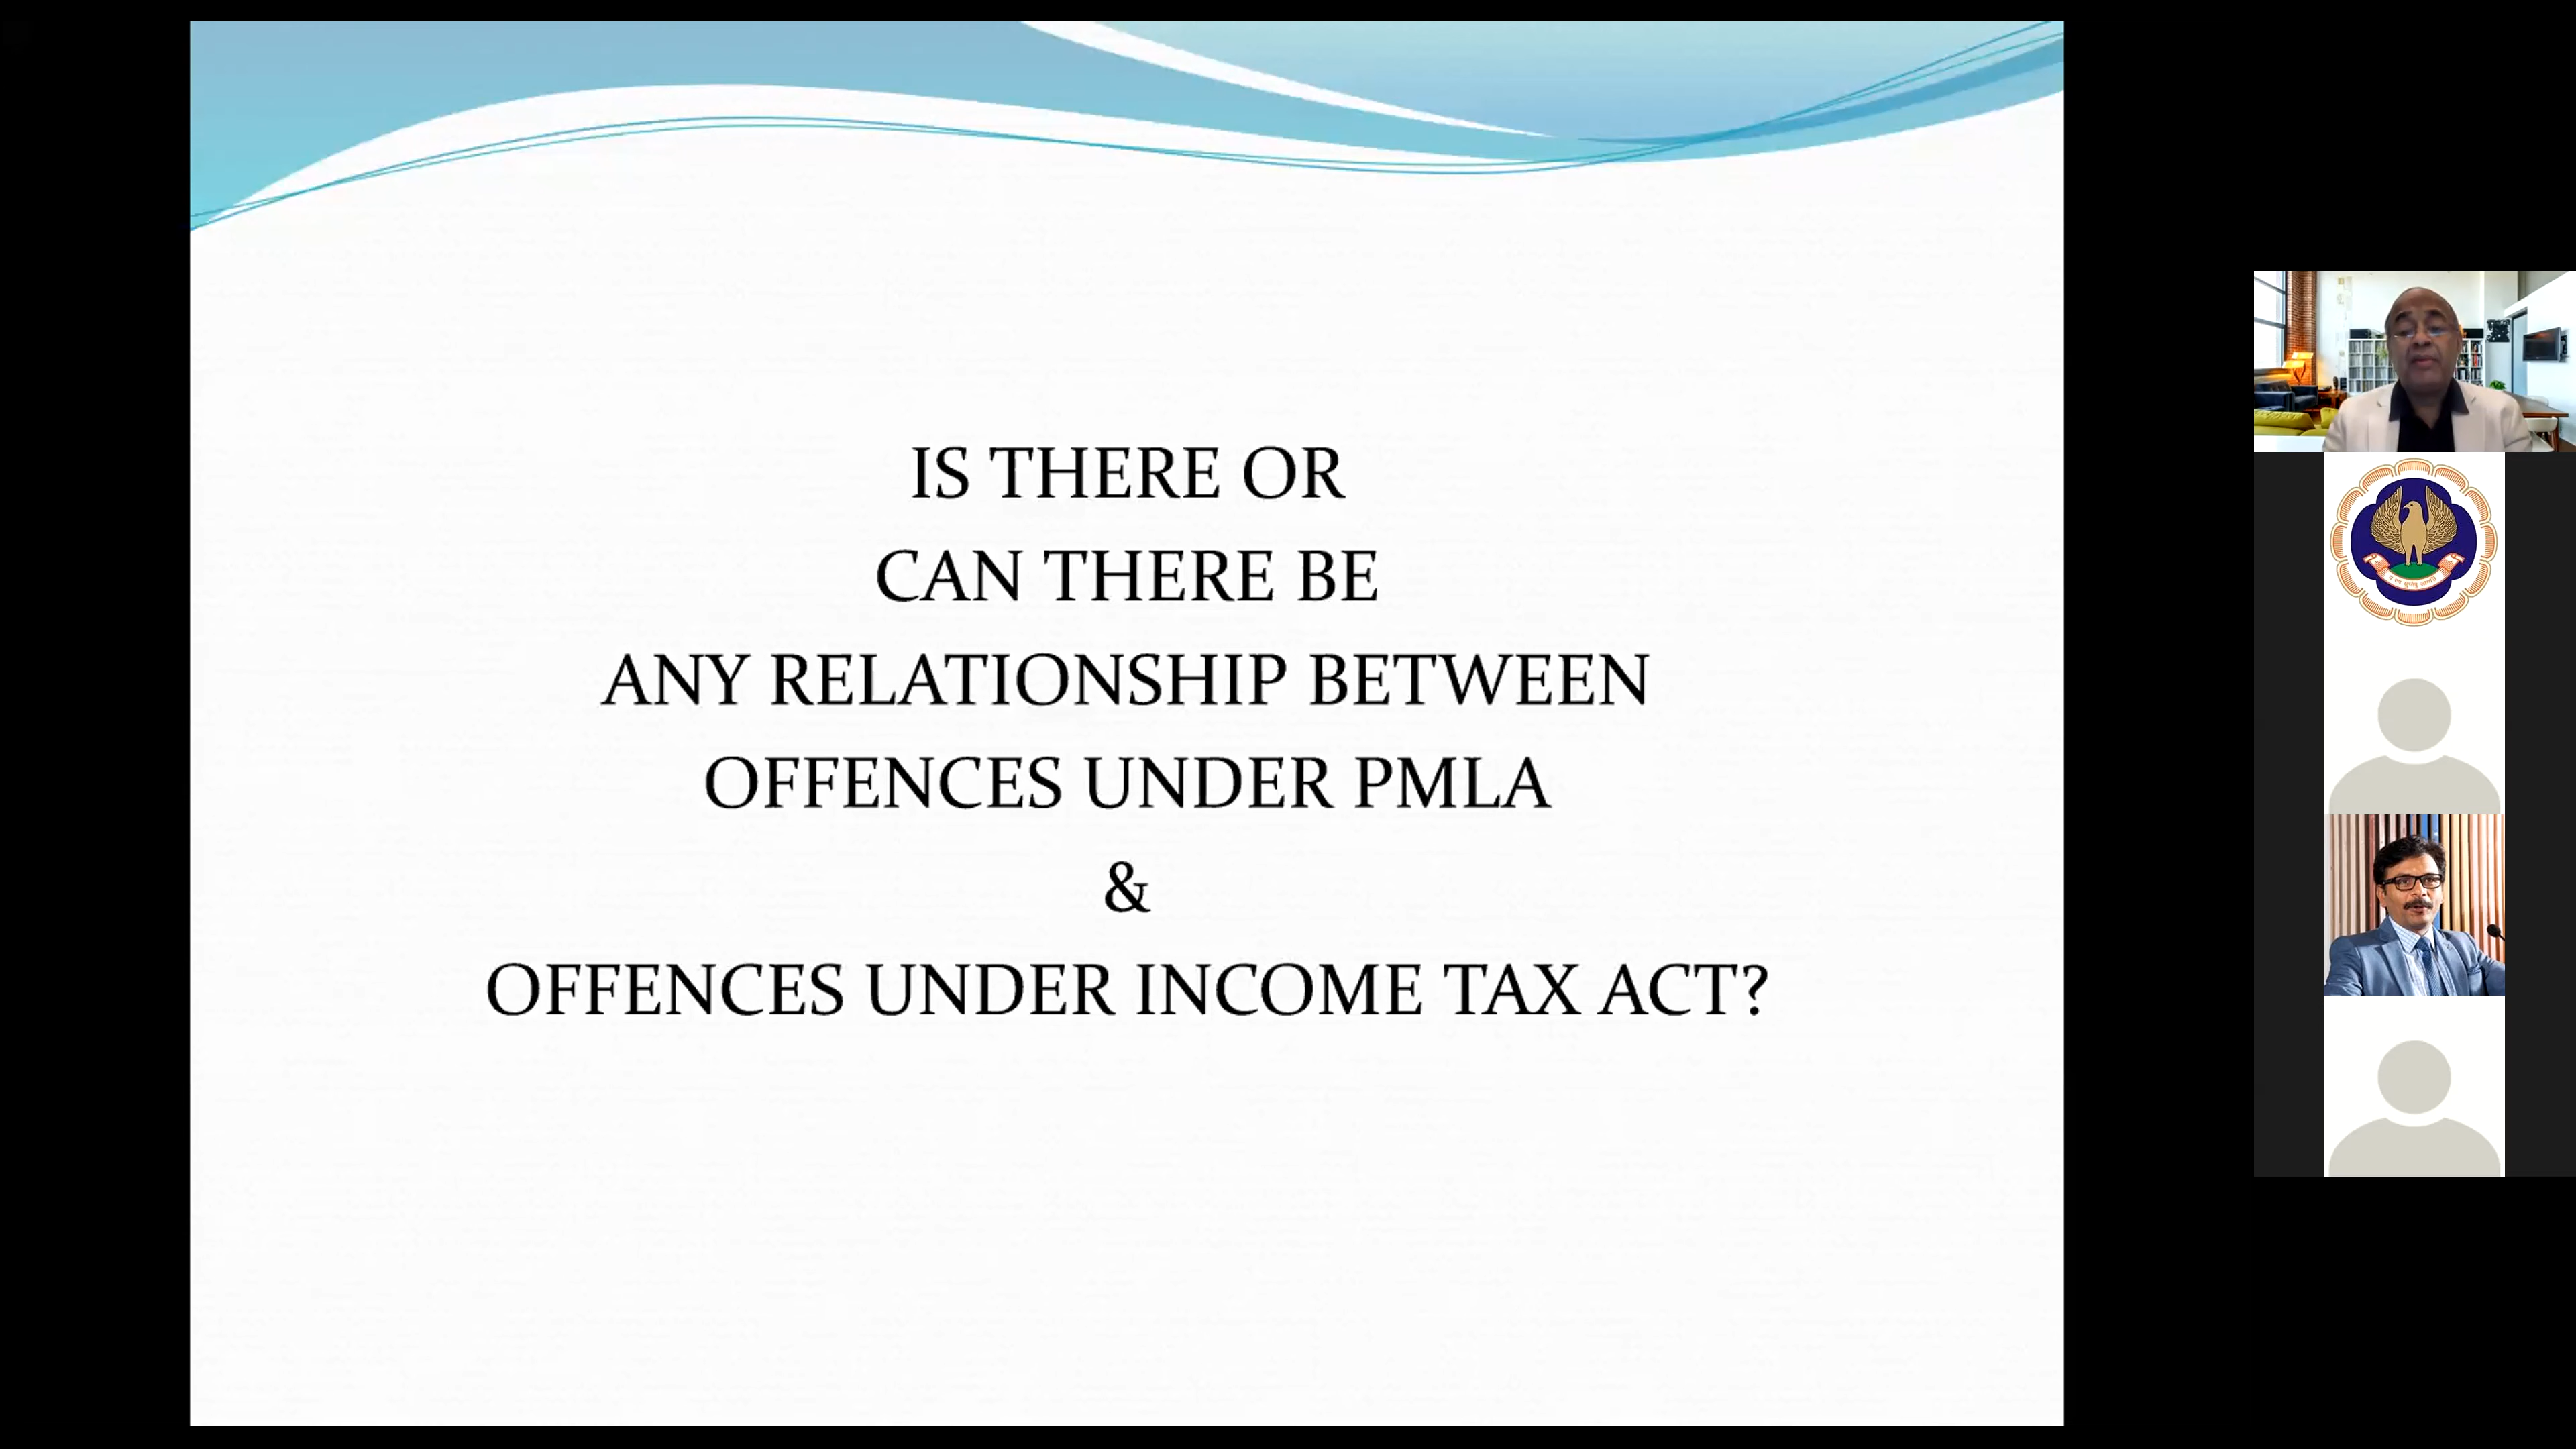 IS THERE OR
CAN THERE BE
ANY RELATIONSHIP BETWEEN
OFFENCES UNDER PMLA
&
OFFENCES UNDER INCOME TAX ACT?